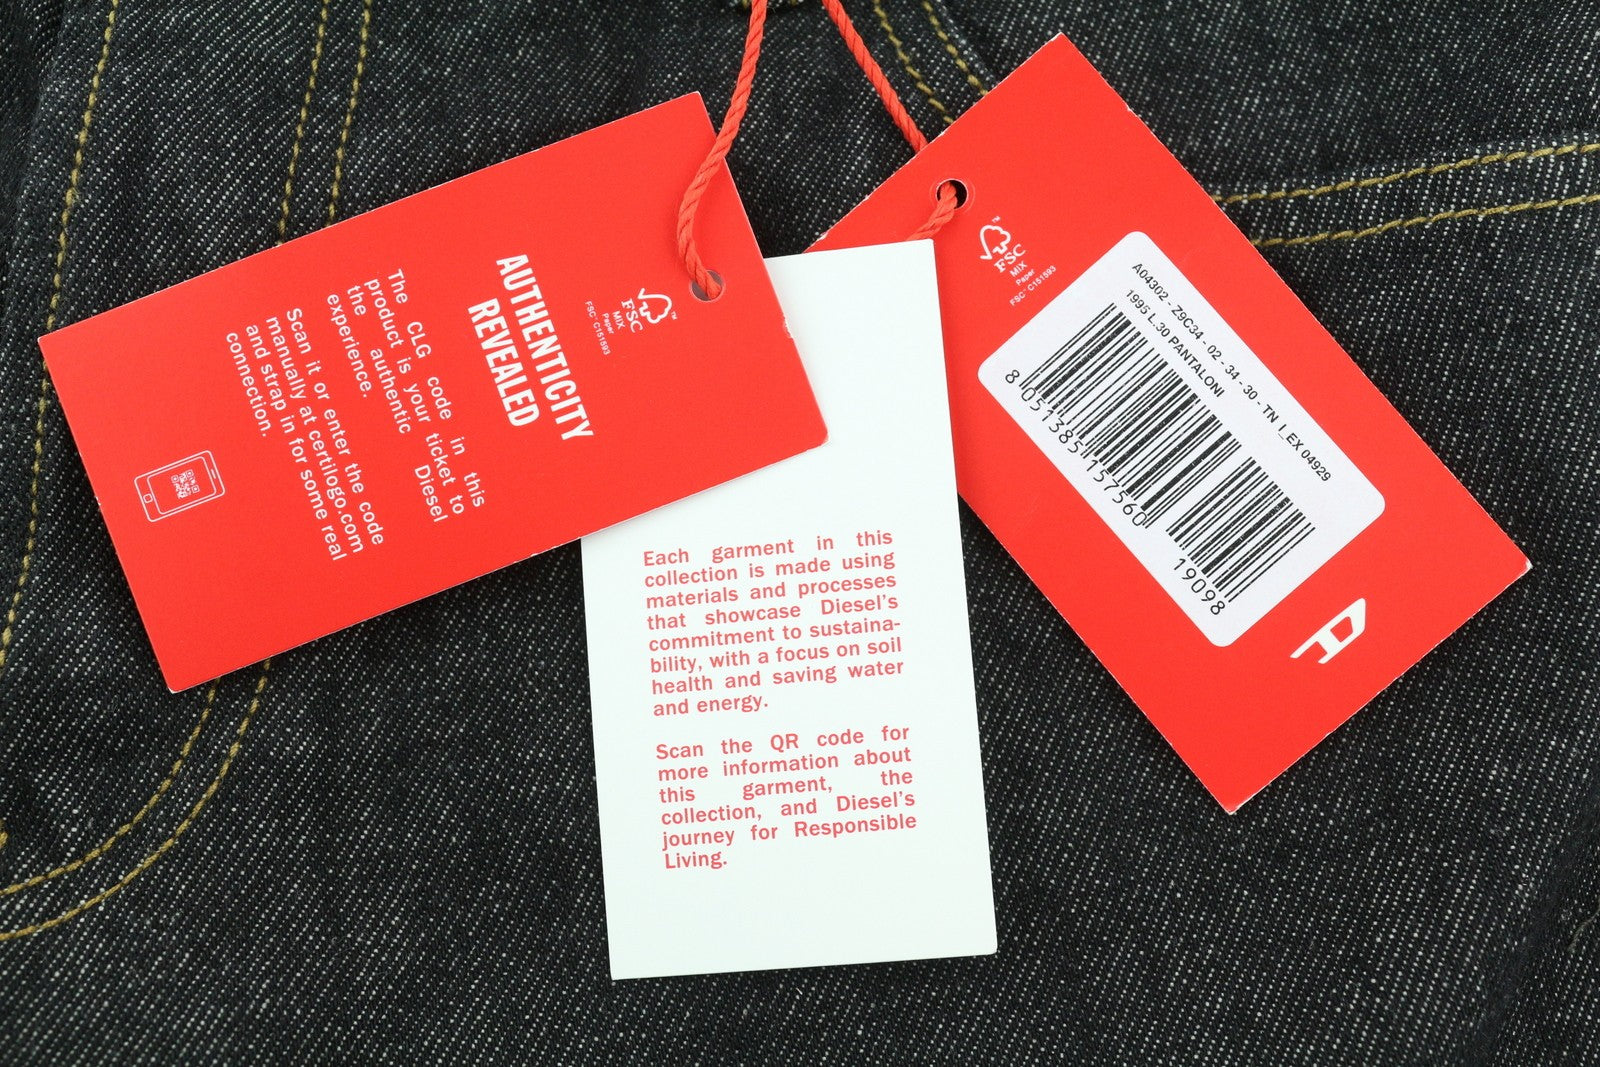 AUTHENTICITY
REVEALED
The CLG code in this
product is your ticket to
the authentic Diesel
experience.
Scan it or enter the code
manually at certilogo.com
and strap in for some real
connection.
FSC
MIX
Paper
FSC™ C151593
Each garment in this
collection is made using
materials and processes
that showcase Diesel's
commitment to sustaina-
bility, with a focus on soil
health and saving water
and energy.
Scan the QR code for
more information about
this garment, the
collection, and Diesel's
journey for Responsible
Living.
FSC
MIX
Paper
FSC™ C151593
A04302 - Z9C34 - 02 - 34 - 30 - TN I_EX 04929
1995 L.30 PANTALONI
8 051385 157560 19098
D